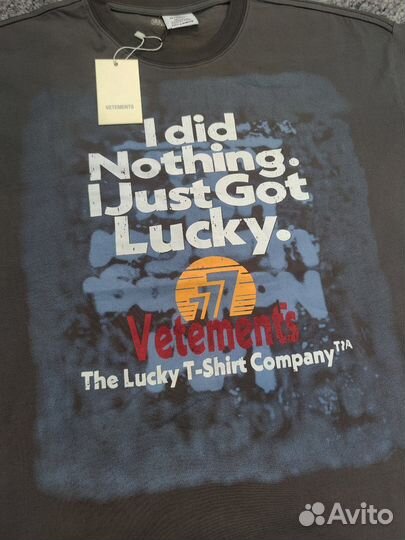 VETEMENTS
I did
Nothing.
I Just Got
Lucky.
77
Vetements
The Lucky T-Shirt Company
Avito